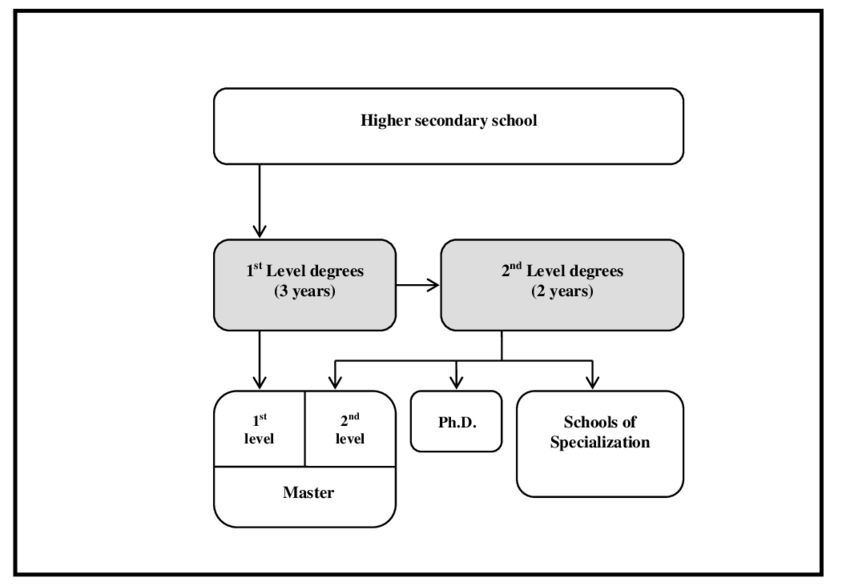 Higher secondary school
1st Level degrees
(3 years)
2nd Level degrees
(2 years)
1st
level
2nd
level
Master
Ph.D.
Schools of
Specialization